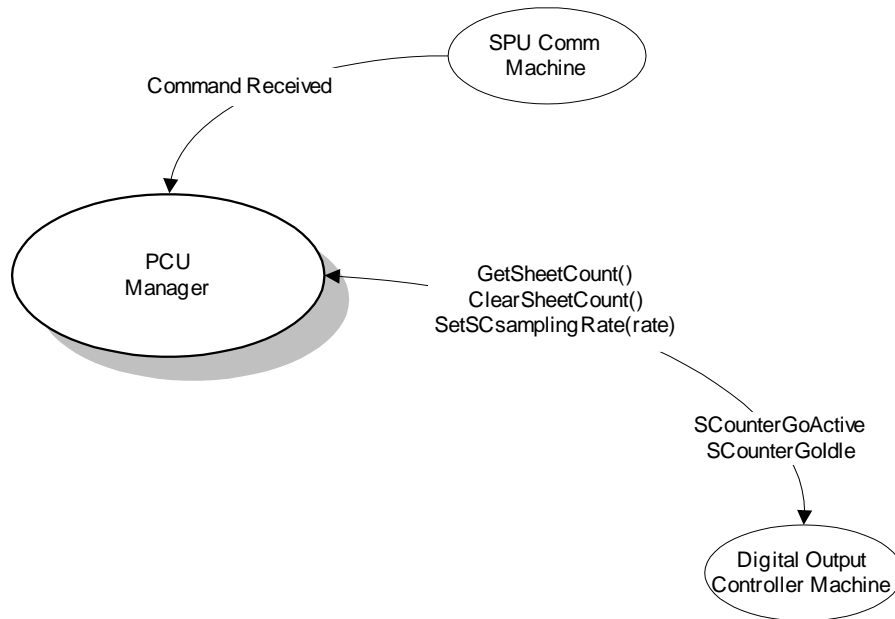 SPU Comm
Machine
Command Received
PCU
Manager
GetSheetCount()
ClearSheetCount()
SetSCsamplingRate(rate)
SCounterGoActive
SCounterGoIdle
Digital Output
Controller Machine